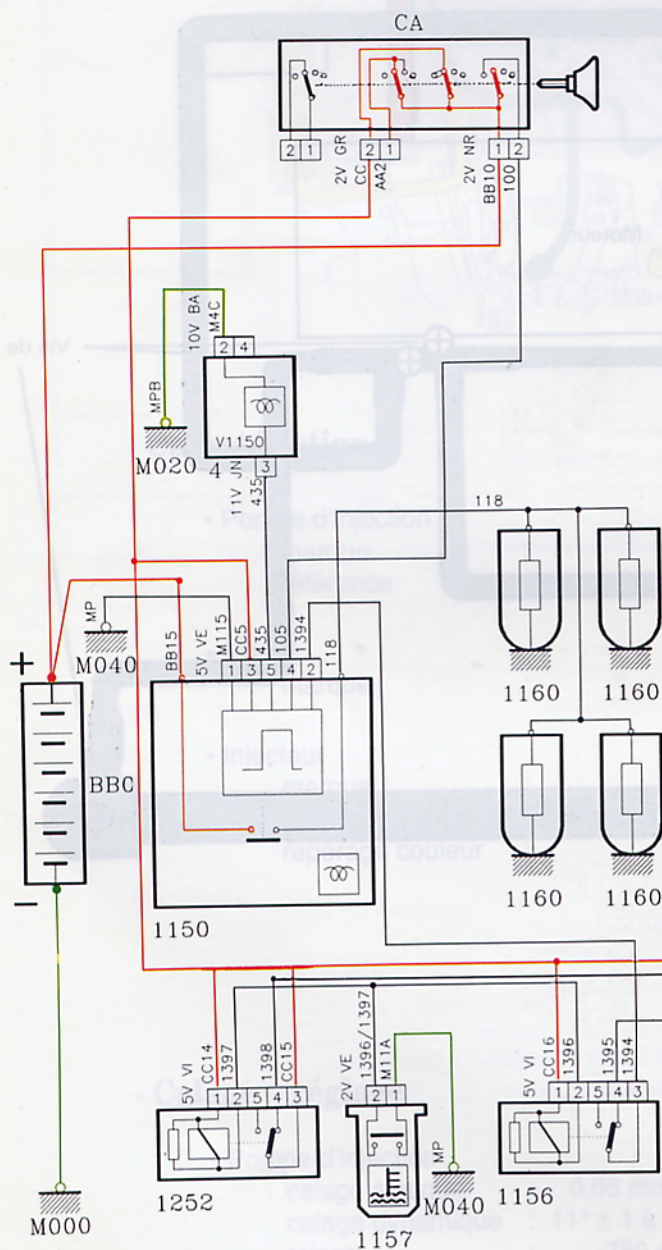 CA
2 1
2V GR
2 1
CC
AA2
2V NR
1 2
BB10
100
10V BA
M4C
2 4
MPB
V1150
M020
4
3
11V JN
435
118
MP
M040
BB15
5V VE
M115
CC5
435
105
1394
118
1 3 5 4 2
+
BB0
−
1150
1160
1160
1160
1160
5V VI
CC14
1397
1398
CC15
1 2 5 4 3
1252
2V VE
1396/1397
M11A
2 1
MP
M040
1157
5V VI
CC16
1396
1395
1394
1 2 5 4 3
1156
M000